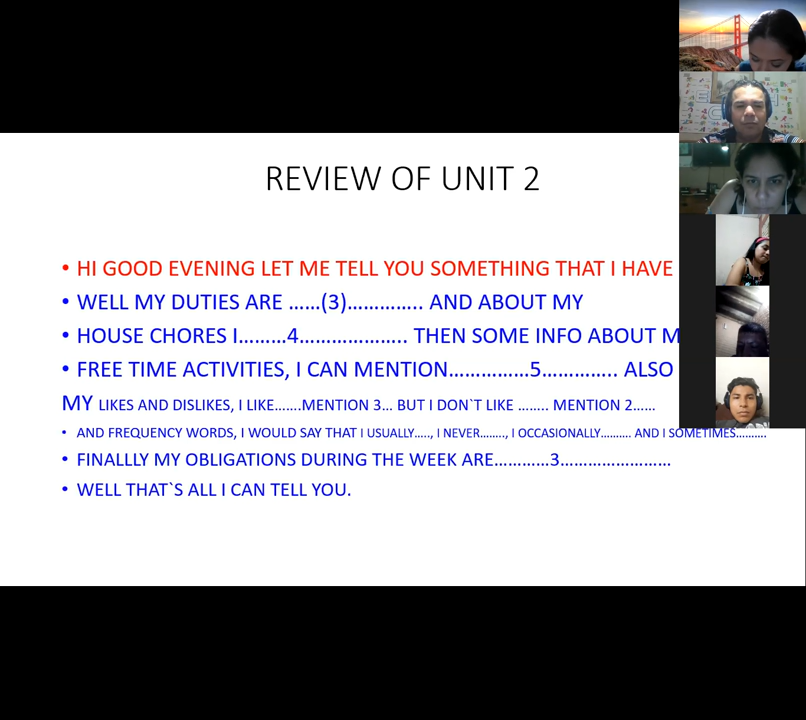 REVIEW OF UNIT 2
• HI GOOD EVENING LET ME TELL YOU SOMETHING THAT I HAVE
• WELL MY DUTIES ARE ……(3)………….. AND ABOUT MY
• HOUSE CHORES I………4……………….. THEN SOME INFO ABOUT M
• FREE TIME ACTIVITIES, I CAN MENTION……………5………….. ALSO
MY LIKES AND DISLIKES, I LIKE…….MENTION 3… BUT I DON`T LIKE …….. MENTION 2……
• AND FREQUENCY WORDS, I WOULD SAY THAT I USUALLY….., I NEVER…….., I OCCASIONALLY………. AND I SOMETIMES……….
• FINALLLY MY OBLIGATIONS DURING THE WEEK ARE………..3…………………
• WELL THAT`S ALL I CAN TELL YOU.